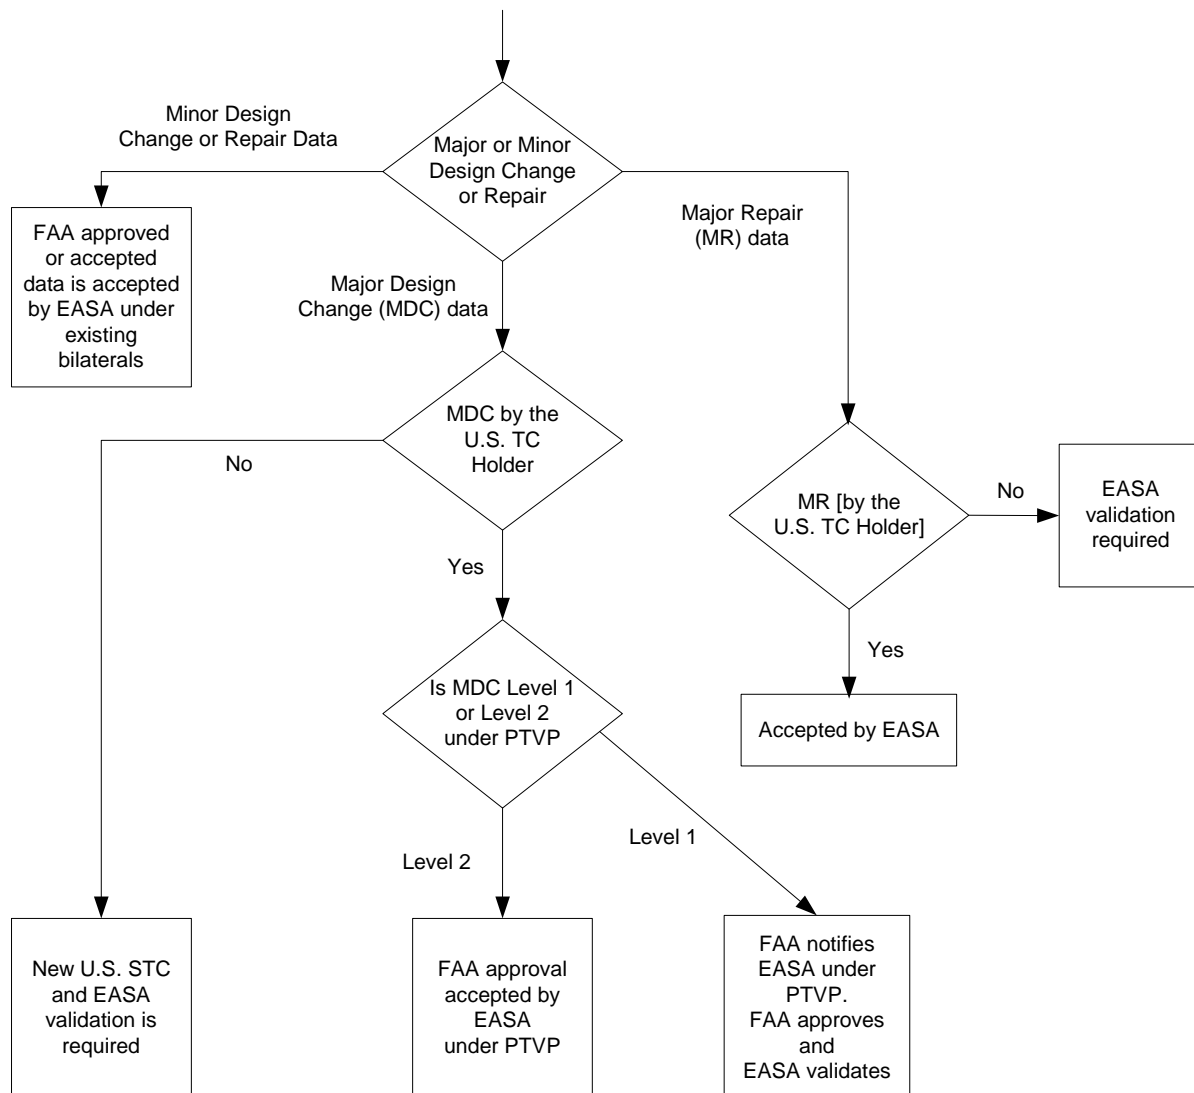 Minor Design
Change or Repair Data
Major or Minor
Design Change
or Repair
FAA approved
or accepted
data is accepted
by EASA under
existing
bilaterals
Major Repair
(MR) data
Major Design
Change (MDC) data
MDC by the
U.S. TC
Holder
No
MR [by the
U.S. TC Holder]
No
EASA
validation
required
Yes
Yes
Is MDC Level 1
or Level 2
under PTVP
Accepted by EASA
Level 1
Level 2
New U.S. STC
and EASA
validation is
required
FAA approval
accepted by
EASA
under PTVP
FAA notifies
EASA under
PTVP.
FAA approves
and
EASA validates